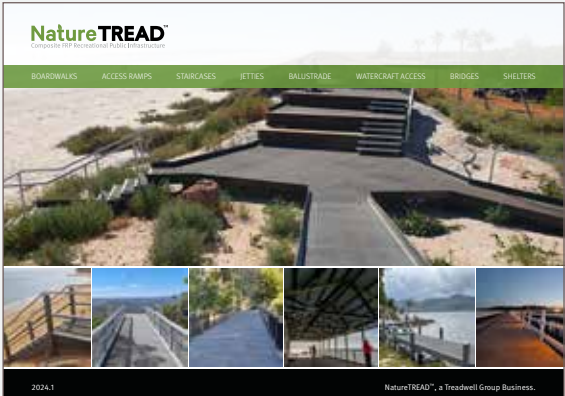 NatureTREAD™
Composite FRP Recreational Public Infrastructure
BOARDWALKS ACCESS RAMPS STAIRCASES JETTIES BALUSTRADE WATERCRAFT ACCESS BRIDGES SHELTERS
2024.1 NatureTREAD™, a Treadwell Group Business.